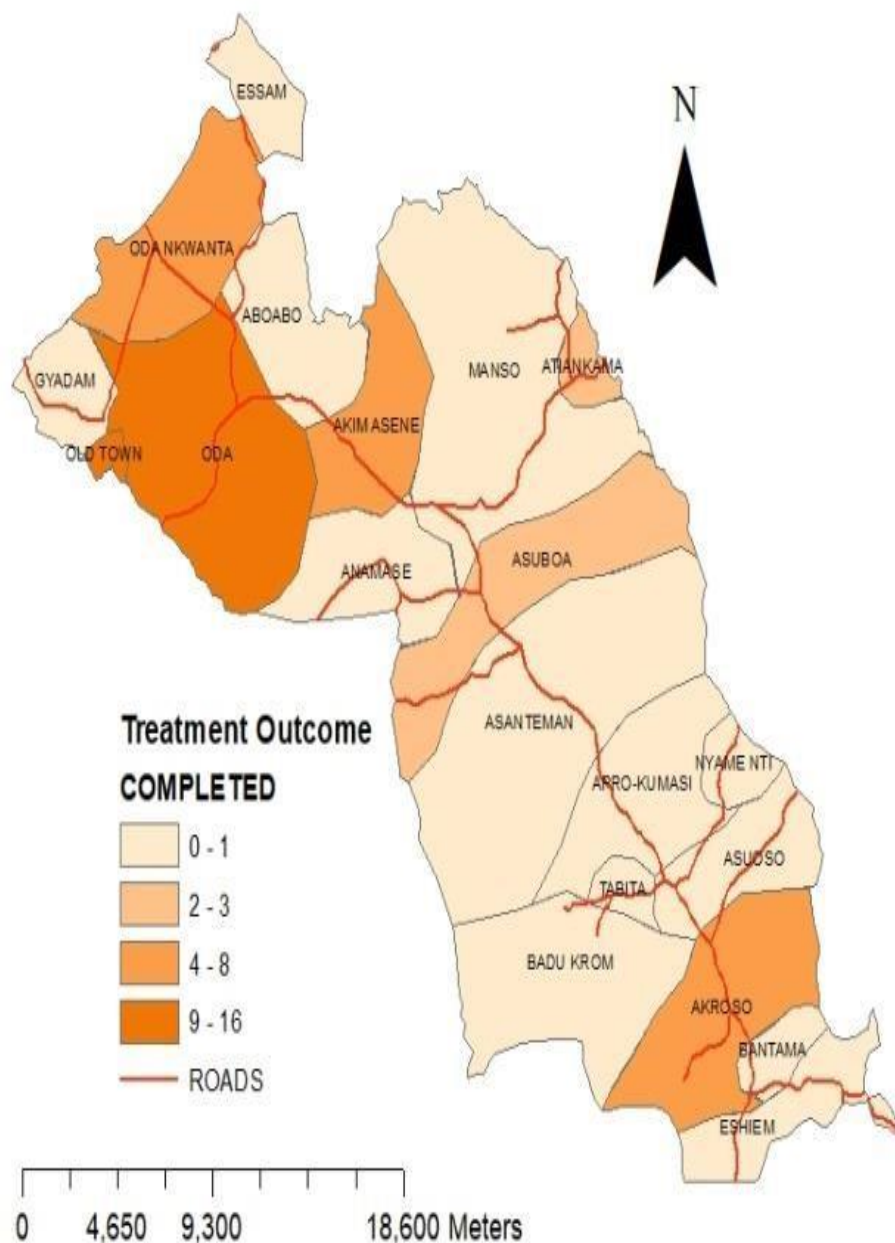 ESSAM
N
ODA NKWANTA
ABOABO
GYADAM
MANSO
ATIANKAMA
AKIM ASENE
OLD TOWN
ODA
ANAMASE
ASUBOA
ASANTEMAN
NYAME NTI
APRO-KUMASI
ASUOSO
TABITA
BADU KROM
AKROSO
BANTAMA
ESHIEM
Treatment Outcome
COMPLETED
0 - 1
2 - 3
4 - 8
9 - 16
ROADS
0 4,650 9,300 18,600 Meters